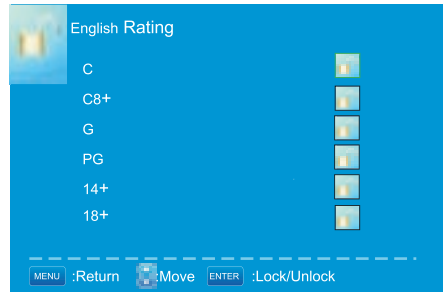 English Rating
C
C8+
G
PG
14+
18+
MENU :Return :Move ENTER :Lock/Unlock